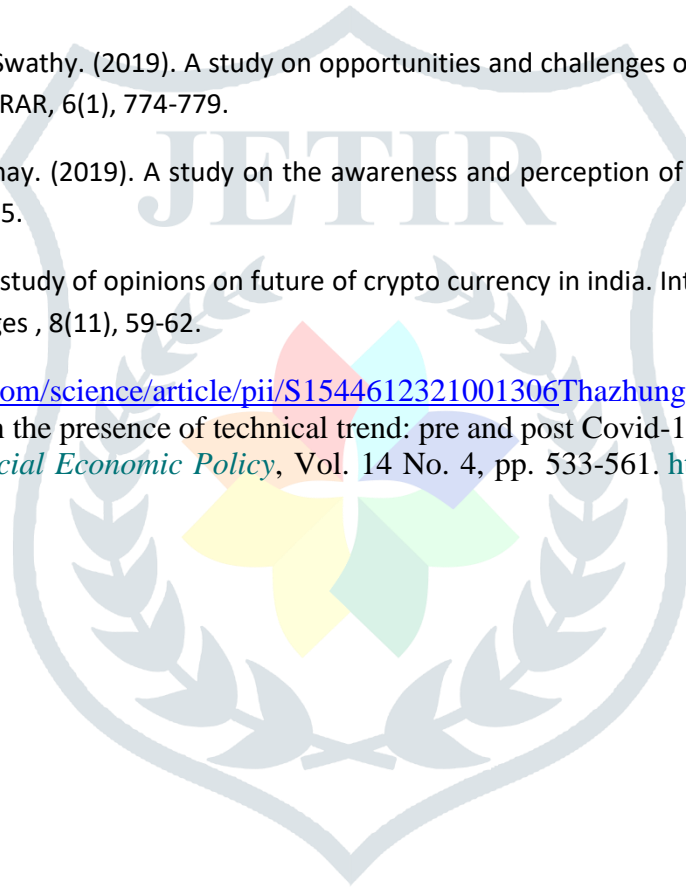 Swathy. (2019). A study on opportunities and challenges o
RAR, 6(1), 774-779.
JETIR
nay. (2019). A study on the awareness and perception of
5.
study of opinions on future of crypto currency in india. Int
ges , 8(11), 59-62.
om/science/article/pii/S1544612321001306Thazhung
n the presence of technical trend: pre and post Covid-1
cial Economic Policy, Vol. 14 No. 4, pp. 533-561. h